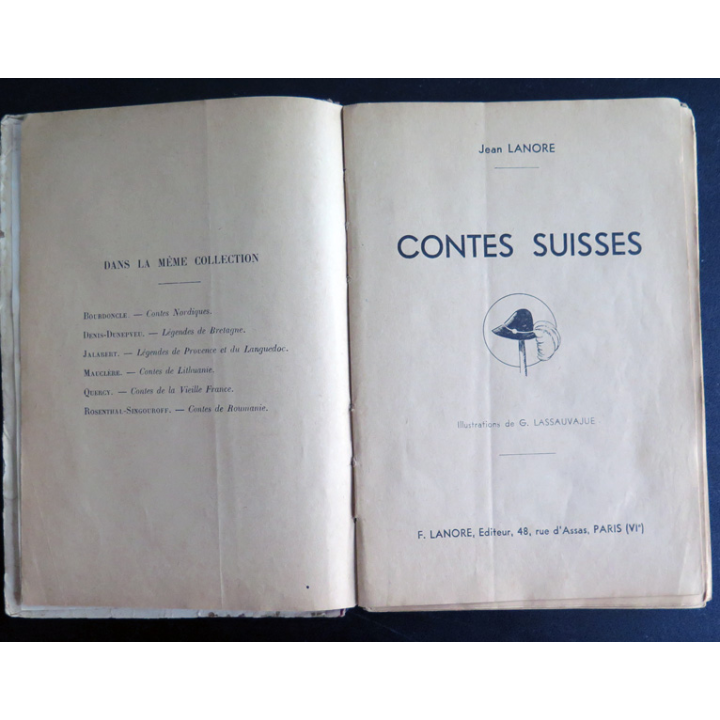 DANS LA MÊME COLLECTION
BOURDONCLE. — Contes Nordiques.
DENIS-DUNEPVEU. — Légendes de Bretagne.
JALABERT. — Légendes de Provence et du Languedoc.
MAUCLÈRE. — Contes de Lithuanie.
QUERCY. — Contes de la Vieille France.
ROSENTHAL-SINGOUROFF. — Contes de Roumanie.
Jean LANORE
CONTES SUISSES
Illustrations de G. LASSAUVAJUE
F. LANORE, Editeur, 48, rue d'Assas, PARIS (VIe)